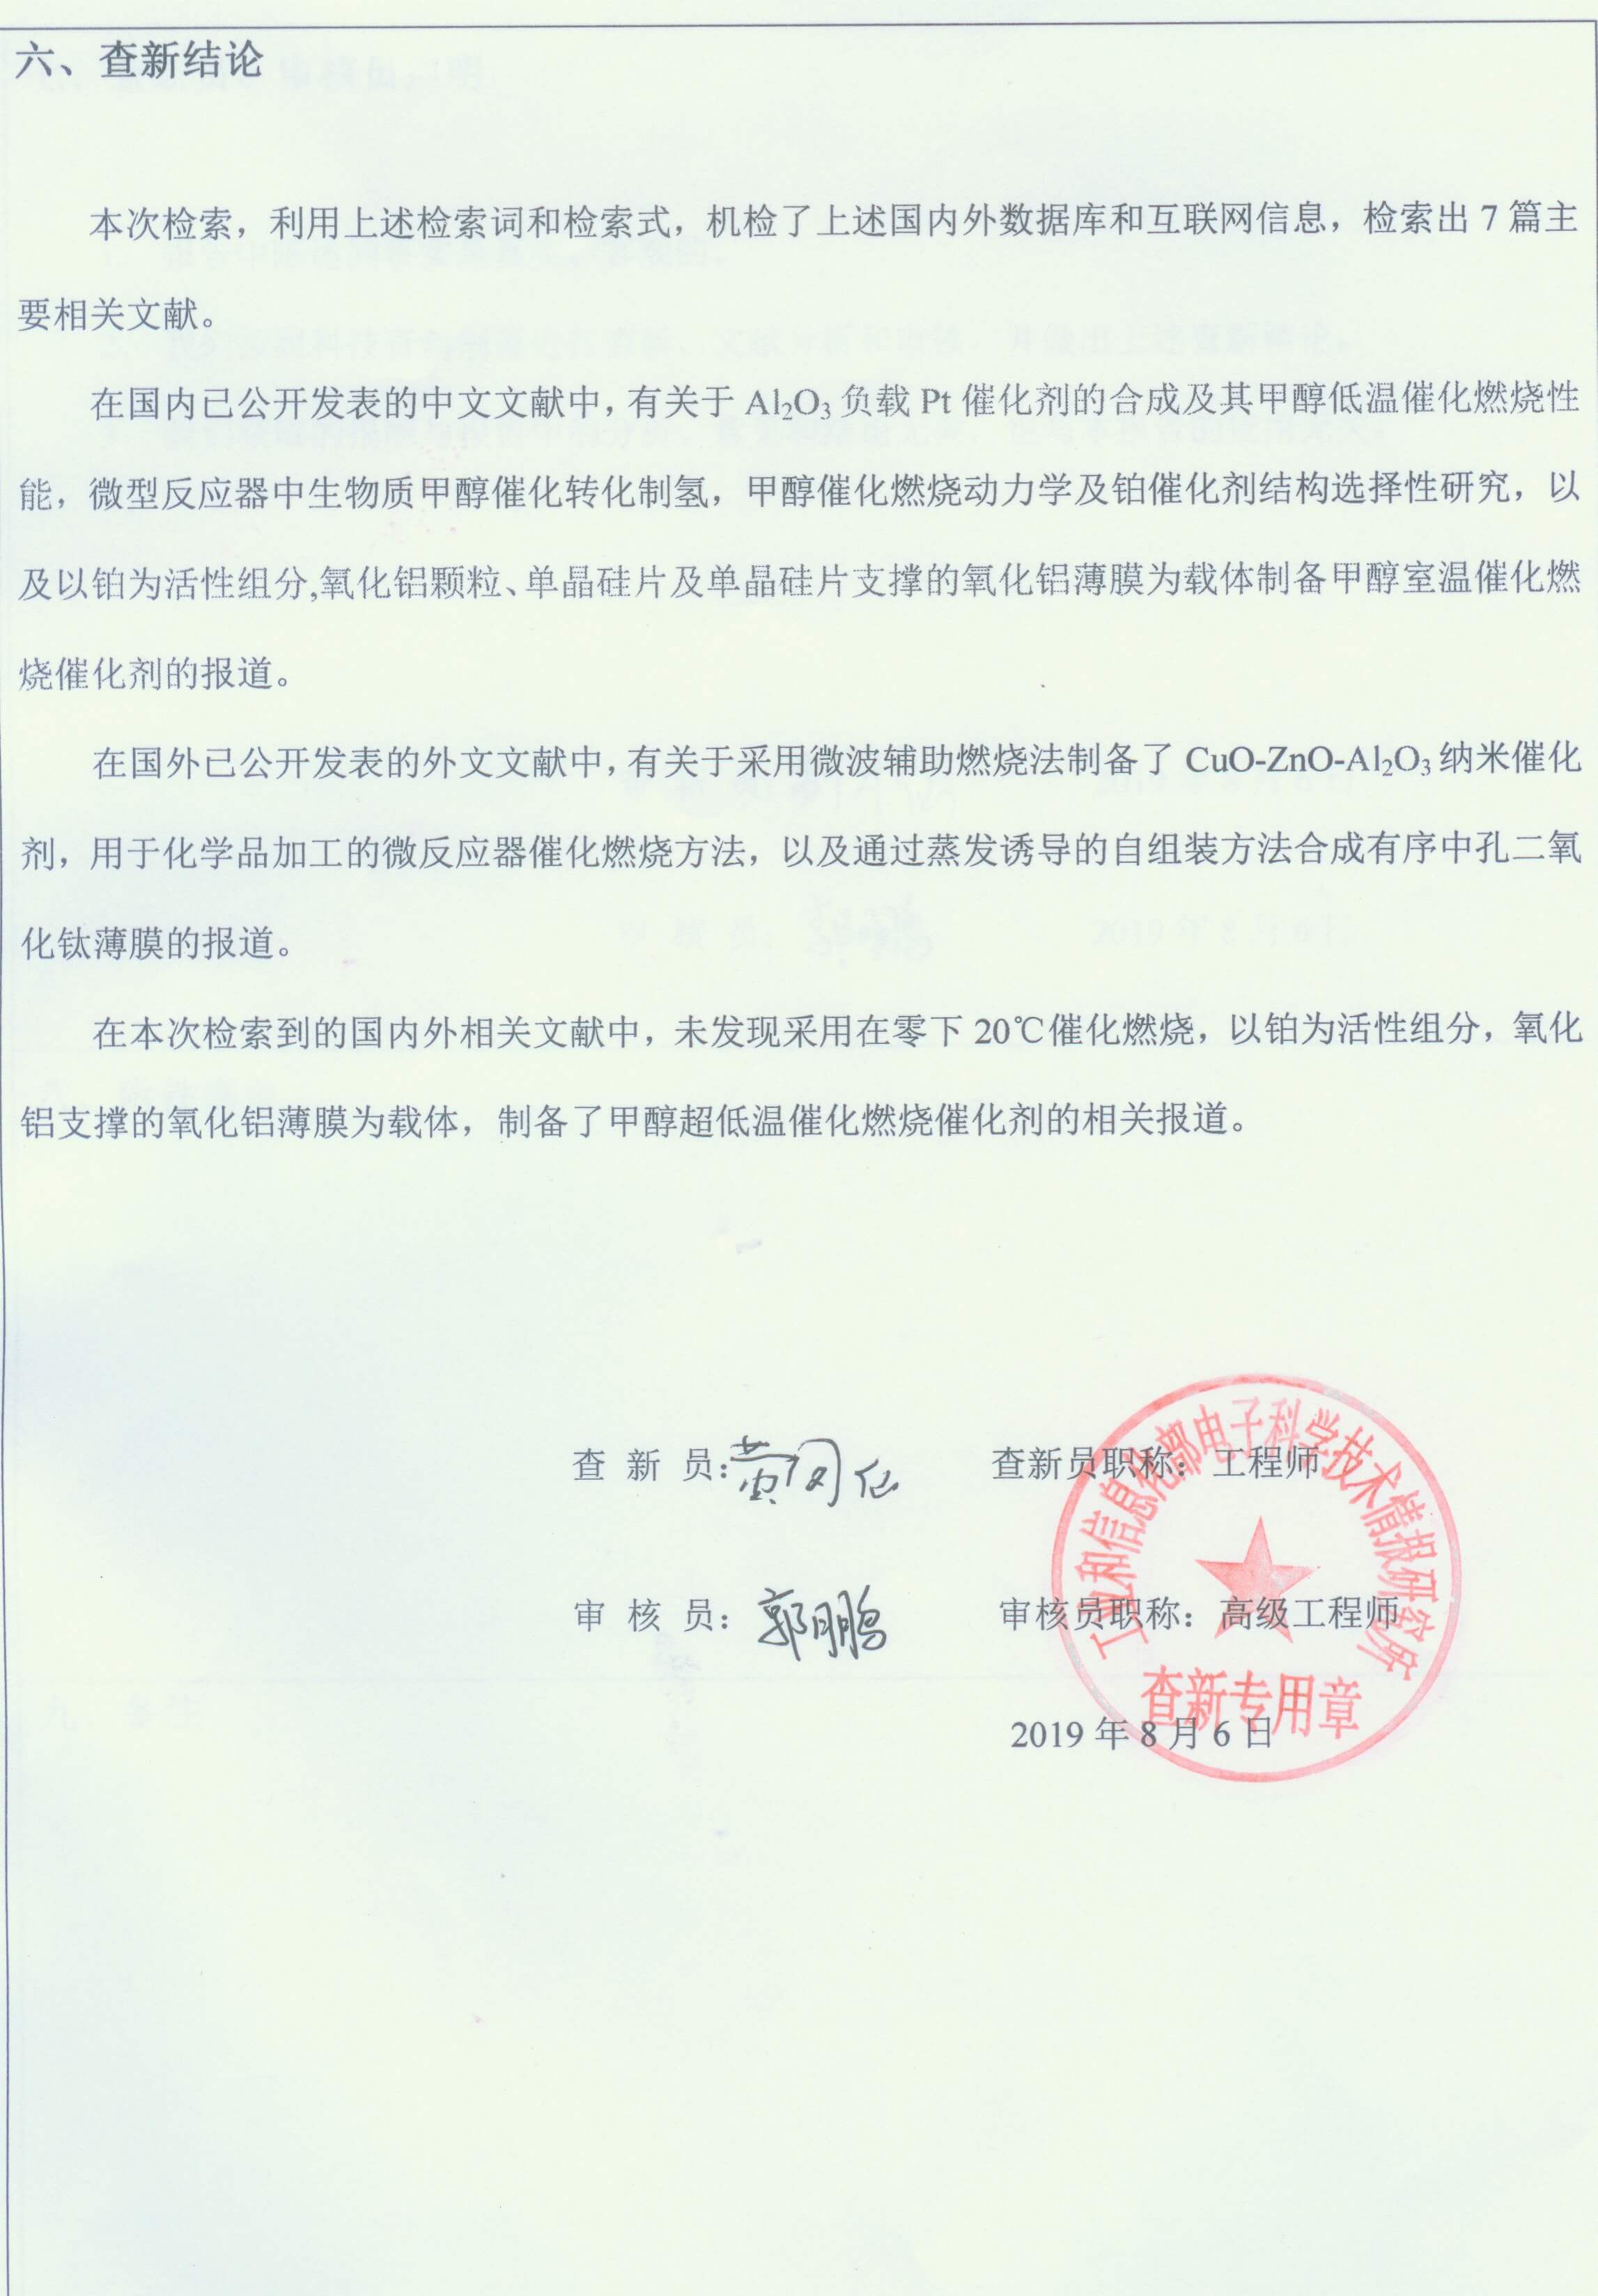 六、查新结论
本次检索，利用上述检索词和检索式，机检了上述国内外数据库和互联网信息，检索出 7 篇主
要相关文献。
在国内已公开发表的中文文献中，有关于 Al₂O₃ 负载 Pt 催化剂的合成及其甲醇低温催化燃烧性
能，微型反应器中生物质甲醇催化转化制氢，甲醇催化燃烧动力学及铂催化剂结构选择性研究，以
及以铂为活性组分,氧化铝颗粒、单晶硅片及单晶硅片支撑的氧化铝薄膜为载体制备甲醇室温催化燃
烧催化剂的报道。
在国外已公开发表的外文文献中，有关于采用微波辅助燃烧法制备了 CuO-ZnO-Al₂O₃ 纳米催化
剂，用于化学品加工的微反应器催化燃烧方法，以及通过蒸发诱导的自组装方法合成有序中孔二氧
化钛薄膜的报道。
在本次检索到的国内外相关文献中，未发现采用在零下 20℃催化燃烧，以铂为活性组分，氧化
铝支撑的氧化铝薄膜为载体，制备了甲醇超低温催化燃烧催化剂的相关报道。
查 新 员： 查新员职称：工程师
审 核 员：郭鹏 审核员职称：高级工程师
2019 年 8 月 6 日
工业和信息化部电子科学技术情报研究所
查新专用章